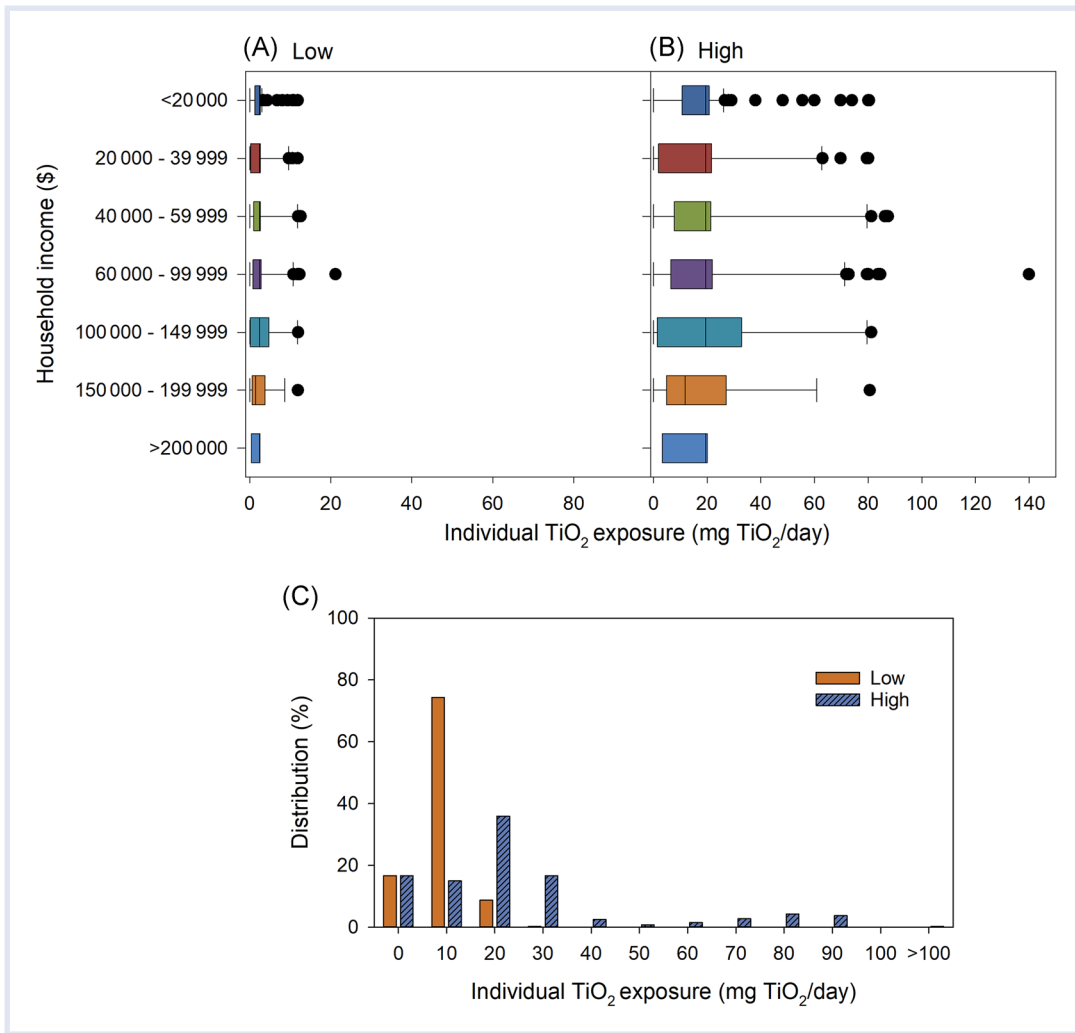 (A) Low
(B) High
Household income ($)
<20 000
20 000 - 39 999
40 000 - 59 999
60 000 - 99 999
100 000 - 149 999
150 000 - 199 999
>200 000
0 20 40 60 80
0 20 40 60 80 100 120 140
Individual TiO₂ exposure (mg TiO₂/day)
(C)
Distribution (%)
100
80
60
40
20
0
Low
High
0 10 20 30 40 50 60 70 80 90 100 >100
Individual TiO₂ exposure (mg TiO₂/day)